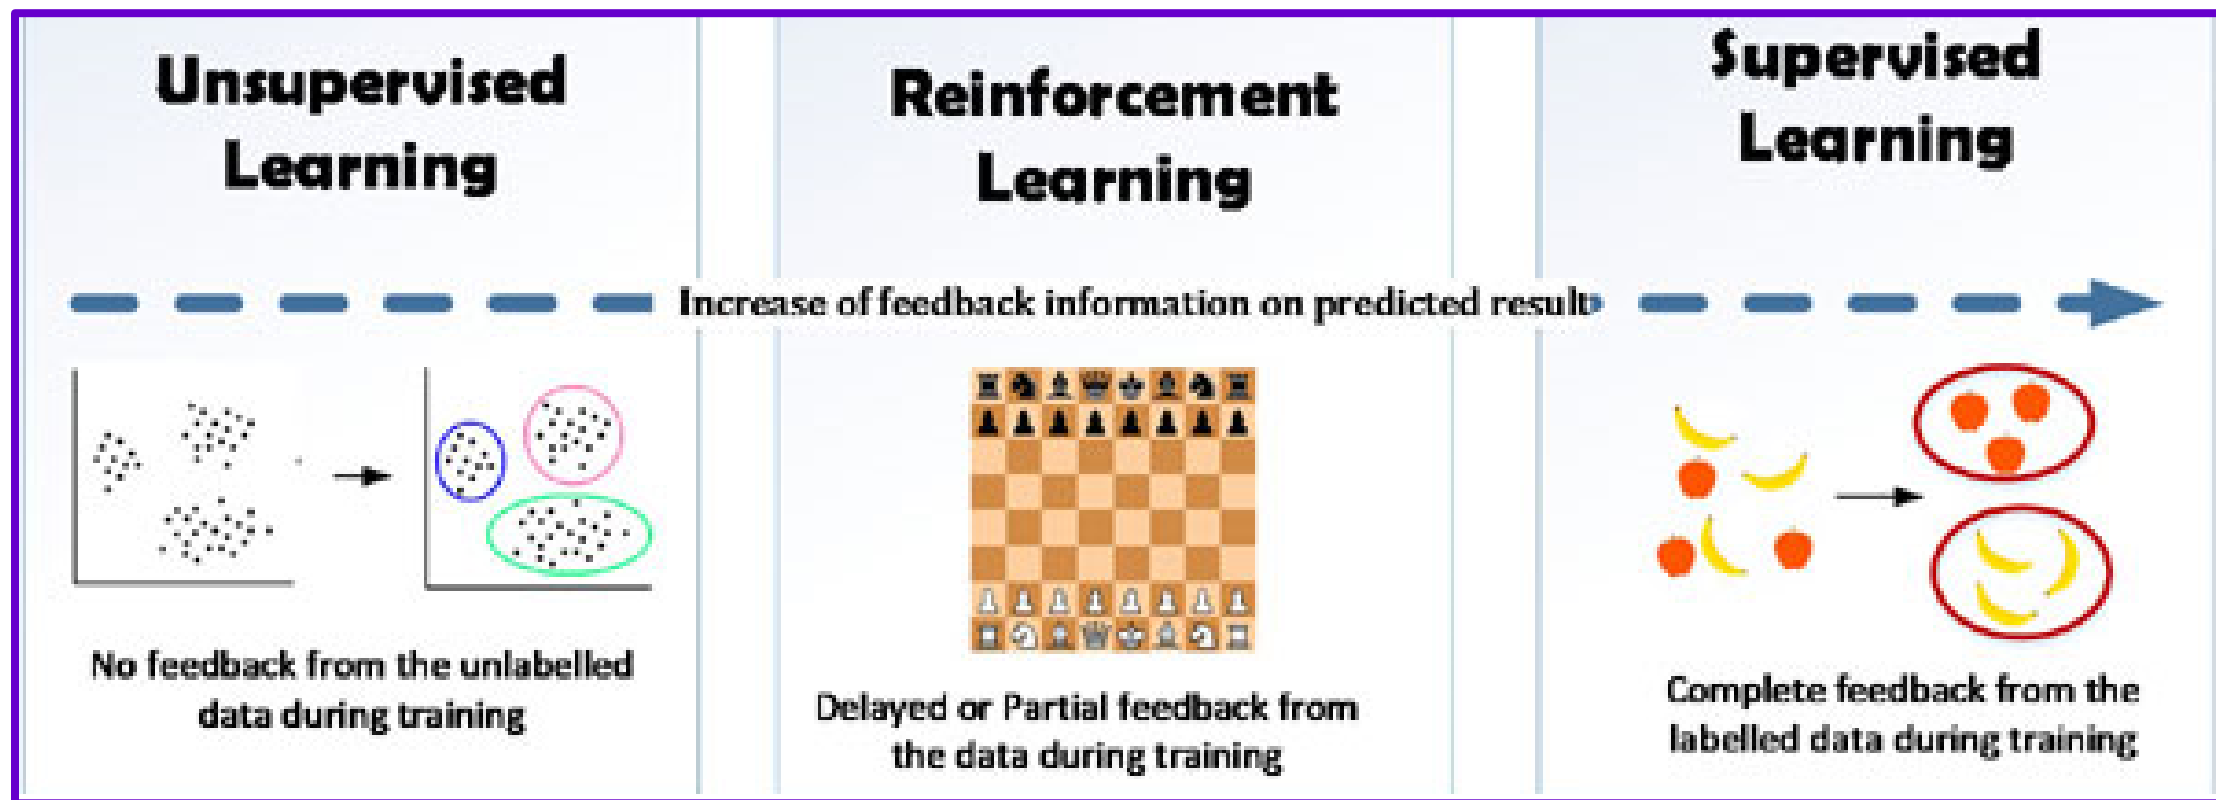 Unsupervised
Learning
Reinforcement
Learning
Supervised
Learning
Increase of feedback information on predicted result
No feedback from the unlabelled
data during training
Delayed or Partial feedback from
the data during training
Complete feedback from the
labelled data during training